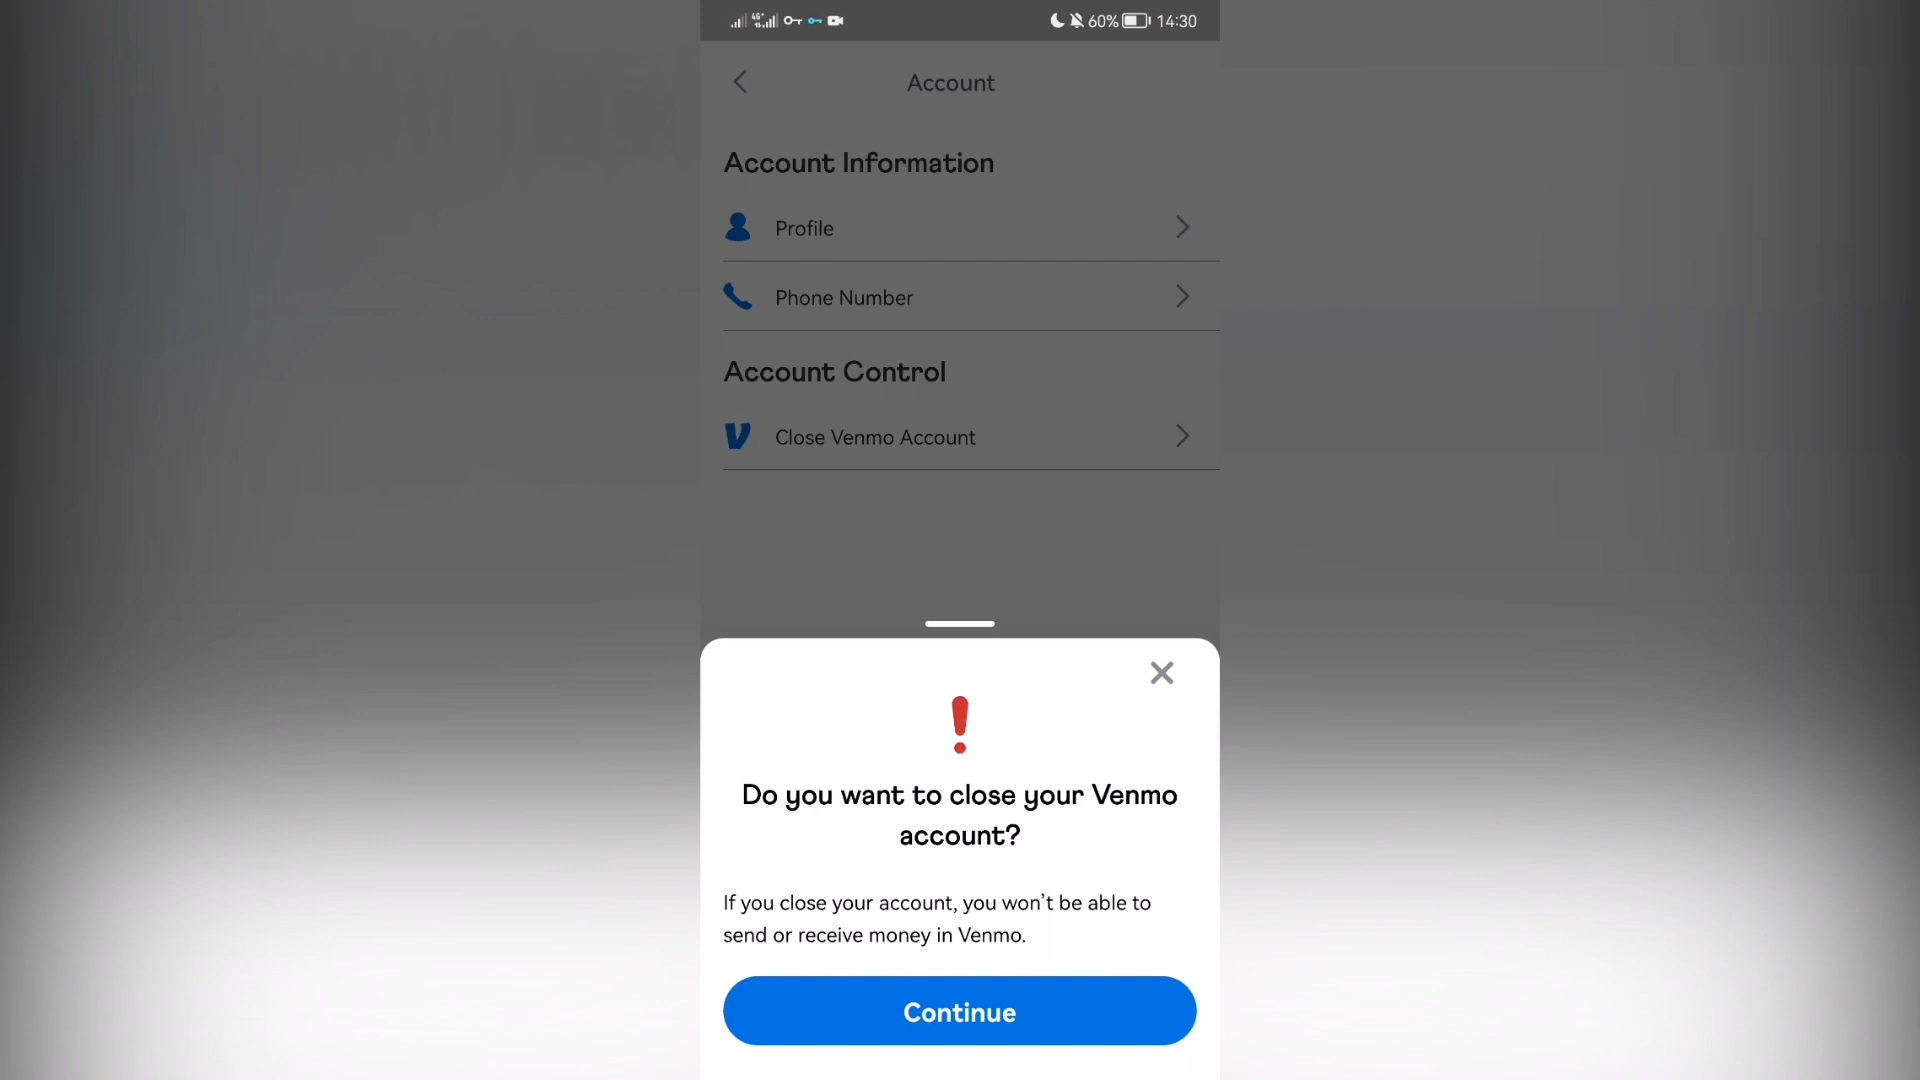 4G+ 60% 14:30
Account
Account Information
Profile
Phone Number
Account Control
Close Venmo Account
Do you want to close your Venmo
account?
If you close your account, you won’t be able to
send or receive money in Venmo.
Continue